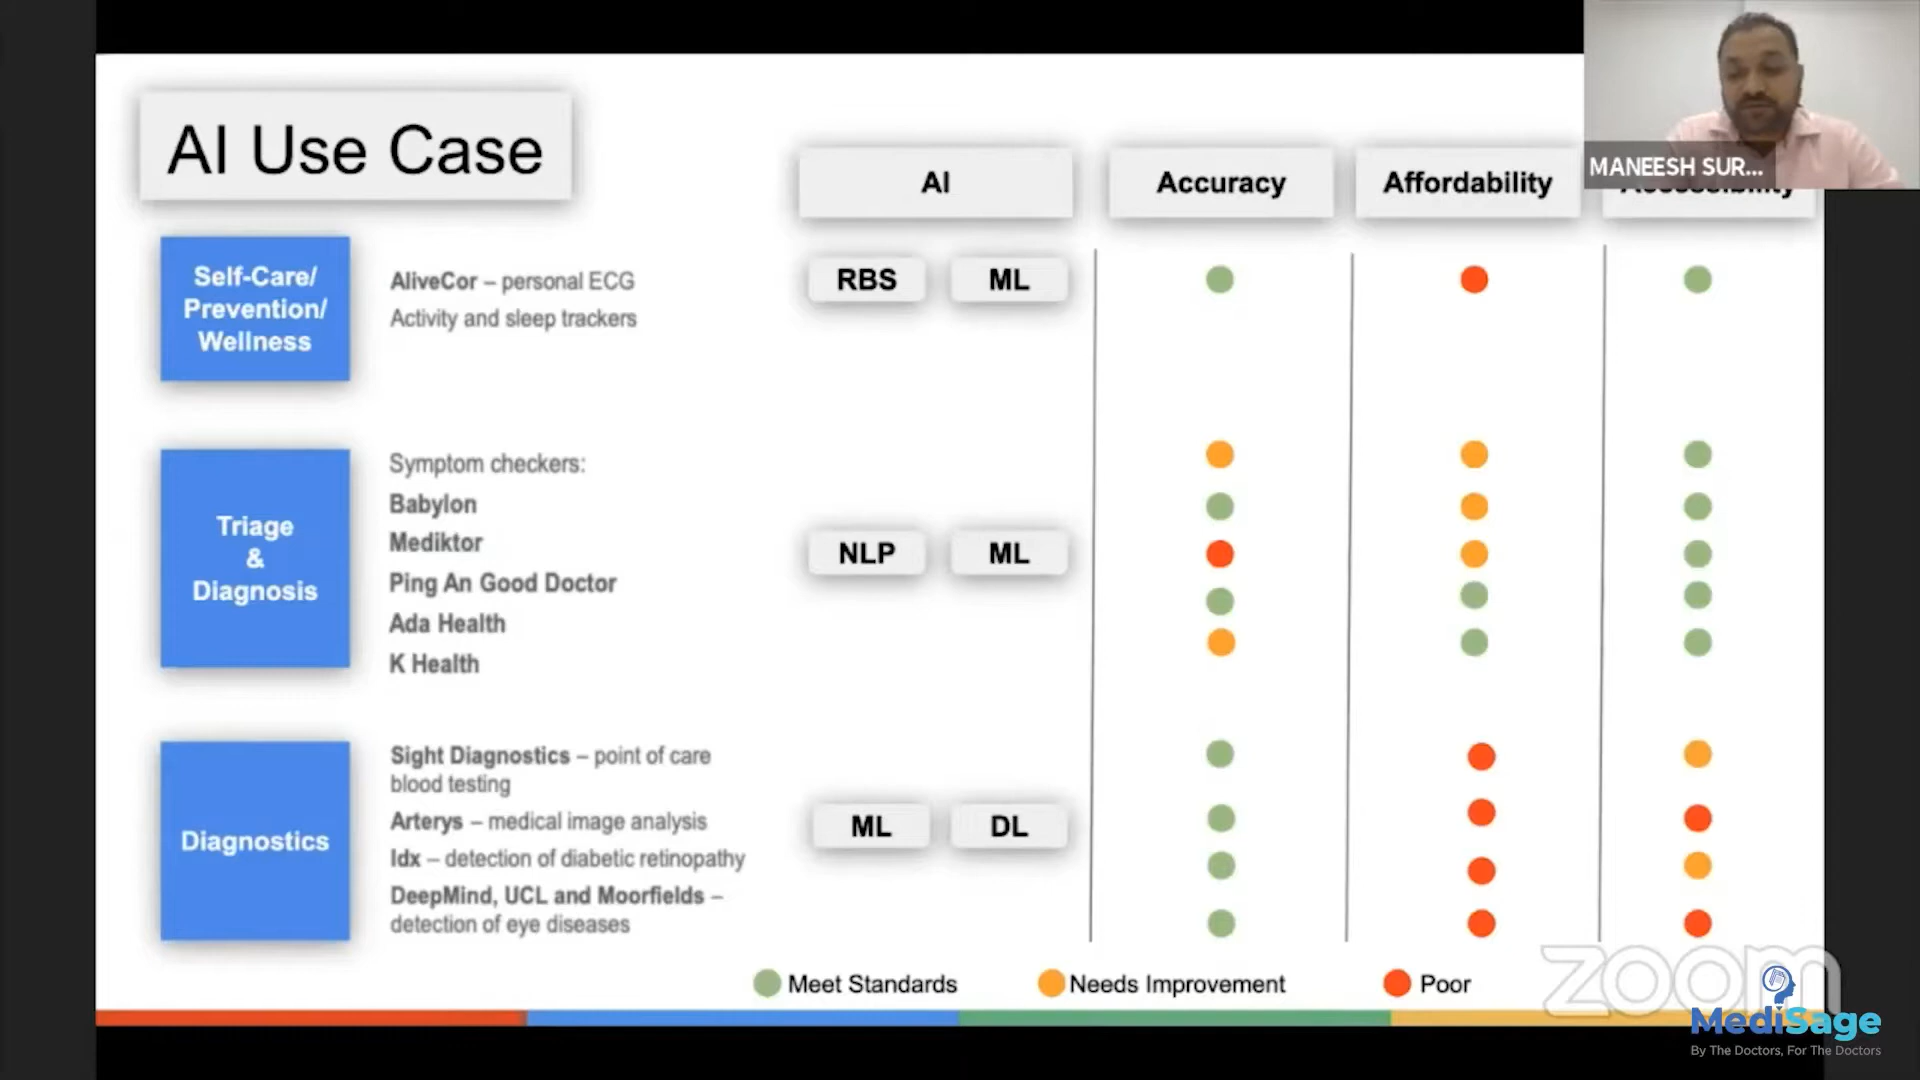 AI Use Case
MANEESH SUR...
AI
Accuracy
Affordability
Accessibility
Self-Care/
Prevention/
Wellness
AliveCor – personal ECG
Activity and sleep trackers
RBS
ML
Triage
&
Diagnosis
Symptom checkers:
Babylon
Mediktor
Ping An Good Doctor
Ada Health
K Health
NLP
ML
Diagnostics
Sight Diagnostics – point of care
blood testing
Arterys – medical image analysis
Idx – detection of diabetic retinopathy
DeepMind, UCL and Moorfields –
detection of eye diseases
ML
DL
Meet Standards
Needs Improvement
Poor
zoom
MediSage
By The Doctors, For The Doctors